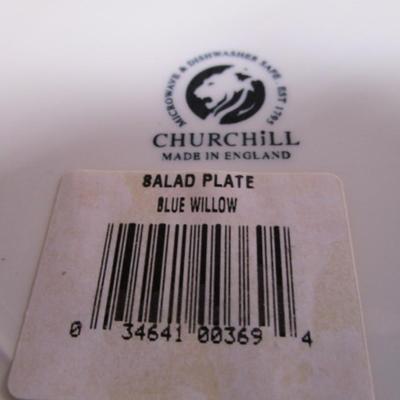 MICROWAVE & DISHWASHER SAFE. EST 1795
CHURCHiLL
MADE IN ENGLAND
SALAD PLATE
BLUE WILLOW
0 34641 00369 4